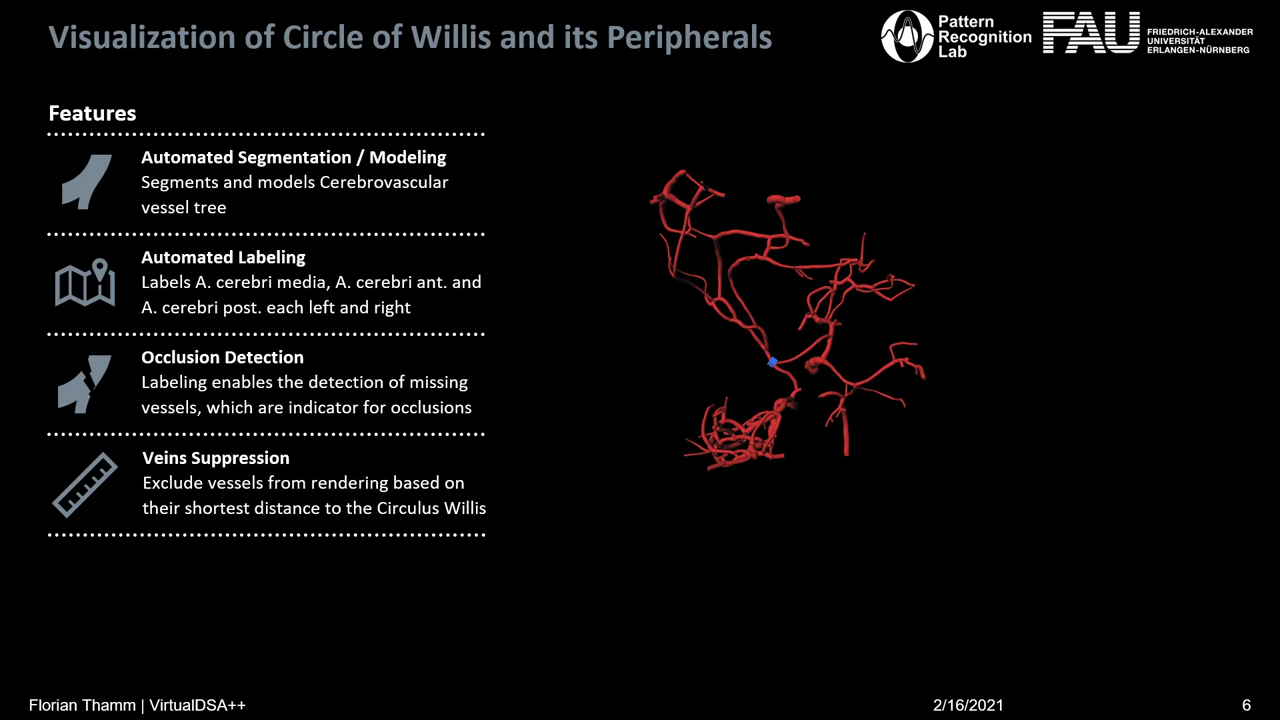 Visualization of Circle of Willis and its Peripherals
Pattern
Recognition
Lab
FAU
FRIEDRICH-ALEXANDER
UNIVERSITÄT
ERLANGEN-NÜRNBERG
Features
Automated Segmentation / Modeling
Segments and models Cerebrovascular
vessel tree
Automated Labeling
Labels A. cerebri media, A. cerebri ant. and
A. cerebri post. each left and right
Occlusion Detection
Labeling enables the detection of missing
vessels, which are indicator for occlusions
Veins Suppression
Exclude vessels from rendering based on
their shortest distance to the Circulus Willis
Florian Thamm | VirtualDSA++
2/16/2021
6